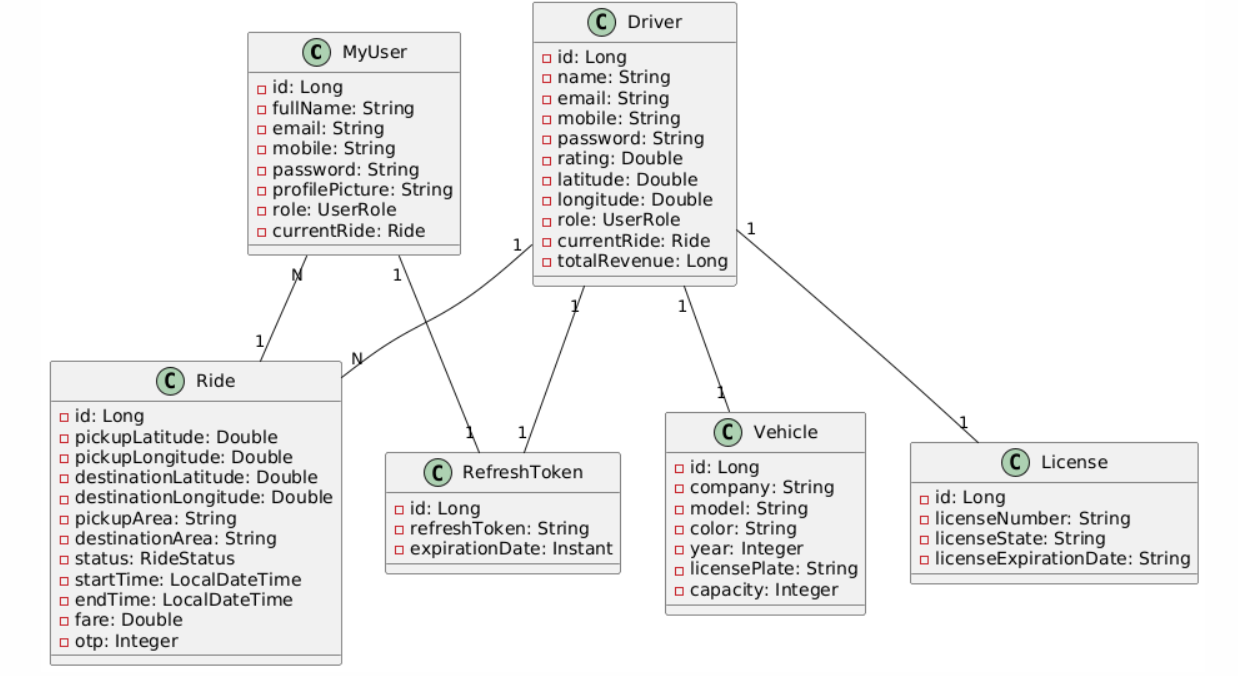 C MyUser
id: Long
fullName: String
email: String
mobile: String
password: String
profilePicture: String
role: UserRole
currentRide: Ride
C Driver
id: Long
name: String
email: String
mobile: String
password: String
rating: Double
latitude: Double
longitude: Double
role: UserRole
currentRide: Ride
totalRevenue: Long
N
1
1
1
1
1
1
N
1
1
1
1
C Ride
id: Long
pickupLatitude: Double
pickupLongitude: Double
destinationLatitude: Double
destinationLongitude: Double
pickupArea: String
destinationArea: String
status: RideStatus
startTime: LocalDateTime
endTime: LocalDateTime
fare: Double
otp: Integer
C RefreshToken
id: Long
refreshToken: String
expirationDate: Instant
C Vehicle
id: Long
company: String
model: String
color: String
year: Integer
licensePlate: String
capacity: Integer
C License
id: Long
licenseNumber: String
licenseState: String
licenseExpirationDate: String